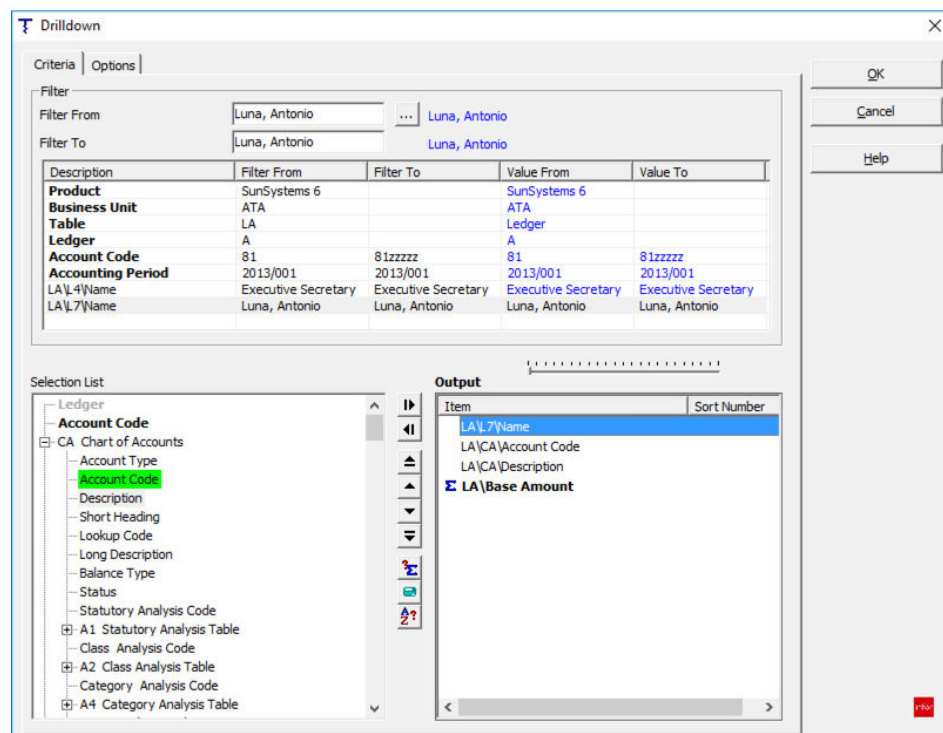 Drilldown
Criteria Options
Filter
Filter From Luna, Antonio ... Luna, Antonio
Filter To Luna, Antonio Luna, Antonio
Description Filter From Filter To Value From Value To
Product SunSystems 6 SunSystems 6
Business Unit ATA ATA
Table LA Ledger
Ledger A A
Account Code 81 81zzzzz 81 81zzzzz
Accounting Period 2013/001 2013/001 2013/001 2013/001
LA\L4\Name Executive Secretary Executive Secretary Executive Secretary Executive Secretary
LA\L7\Name Luna, Antonio Luna, Antonio Luna, Antonio Luna, Antonio
OK
Cancel
Help
Selection List
Ledger
Account Code
CA Chart of Accounts
Account Type
Account Code
Description
Short Heading
Lookup Code
Long Description
Balance Type
Status
Statutory Analysis Code
A1 Statutory Analysis Table
Class Analysis Code
A2 Class Analysis Table
Category Analysis Code
A4 Category Analysis Table
Output
Item Sort Number
LA\L7\Name
LA\CA\Account Code
LA\CA\Description
Σ LA\Base Amount
infor